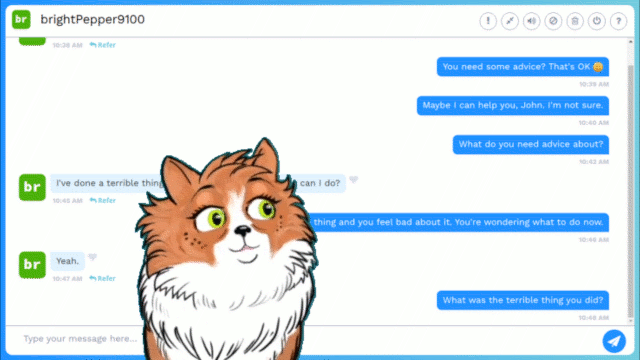 br
brightPepper9100
!
?
10:38 AM Refer
You need some advice? That's OK
10:39 AM
Maybe I can help you, John. I'm not sure.
10:40 AM
What do you need advice about?
10:42 AM
br
I've done a terrible thing
can I do?
10:43 AM Refer
thing and you feel bad about it. You're wondering what to do now.
10:46 AM
br
Yeah.
10:47 AM Refer
What was the terrible thing you did?
10:48 AM
Type your message here...